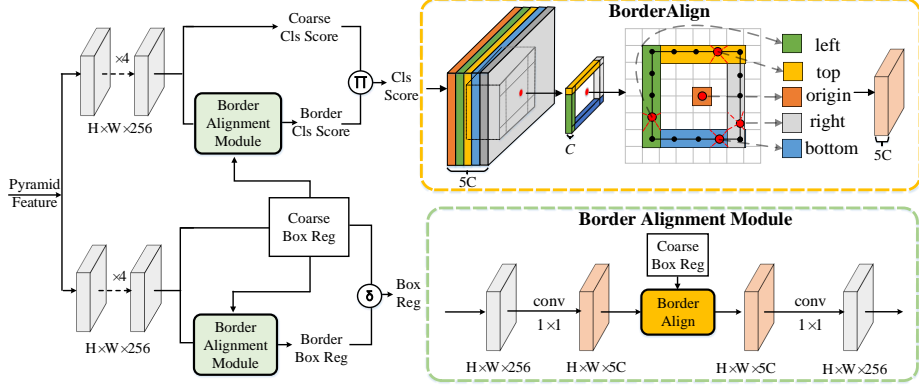 Coarse
Cls Score
×4
H×W×256
Border
Alignment
Module
Border
Cls Score
Π
Cls
Score
Pyramid
Feature
Coarse
Box Reg
×4
H×W×256
Border
Alignment
Module
Border
Box Reg
δ
Box
Reg
BorderAlign
5C
C
left
top
origin
right
bottom
5C
Border Alignment Module
Coarse
Box Reg
conv
1×1
Border
Align
conv
1×1
H×W×256
H×W×5C
H×W×5C
H×W×256